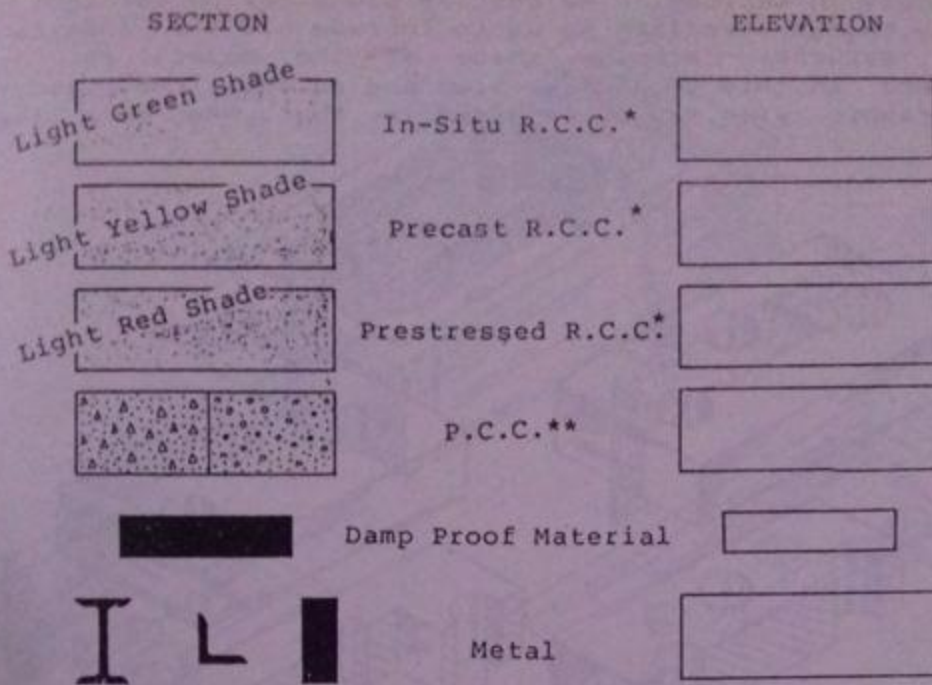 SECTION ELEVATION
Light Green Shade In-Situ R.C.C.*
Light Yellow Shade Precast R.C.C.*
Light Red Shade Prestressed R.C.C.*
P.C.C.**
Damp Proof Material
Metal